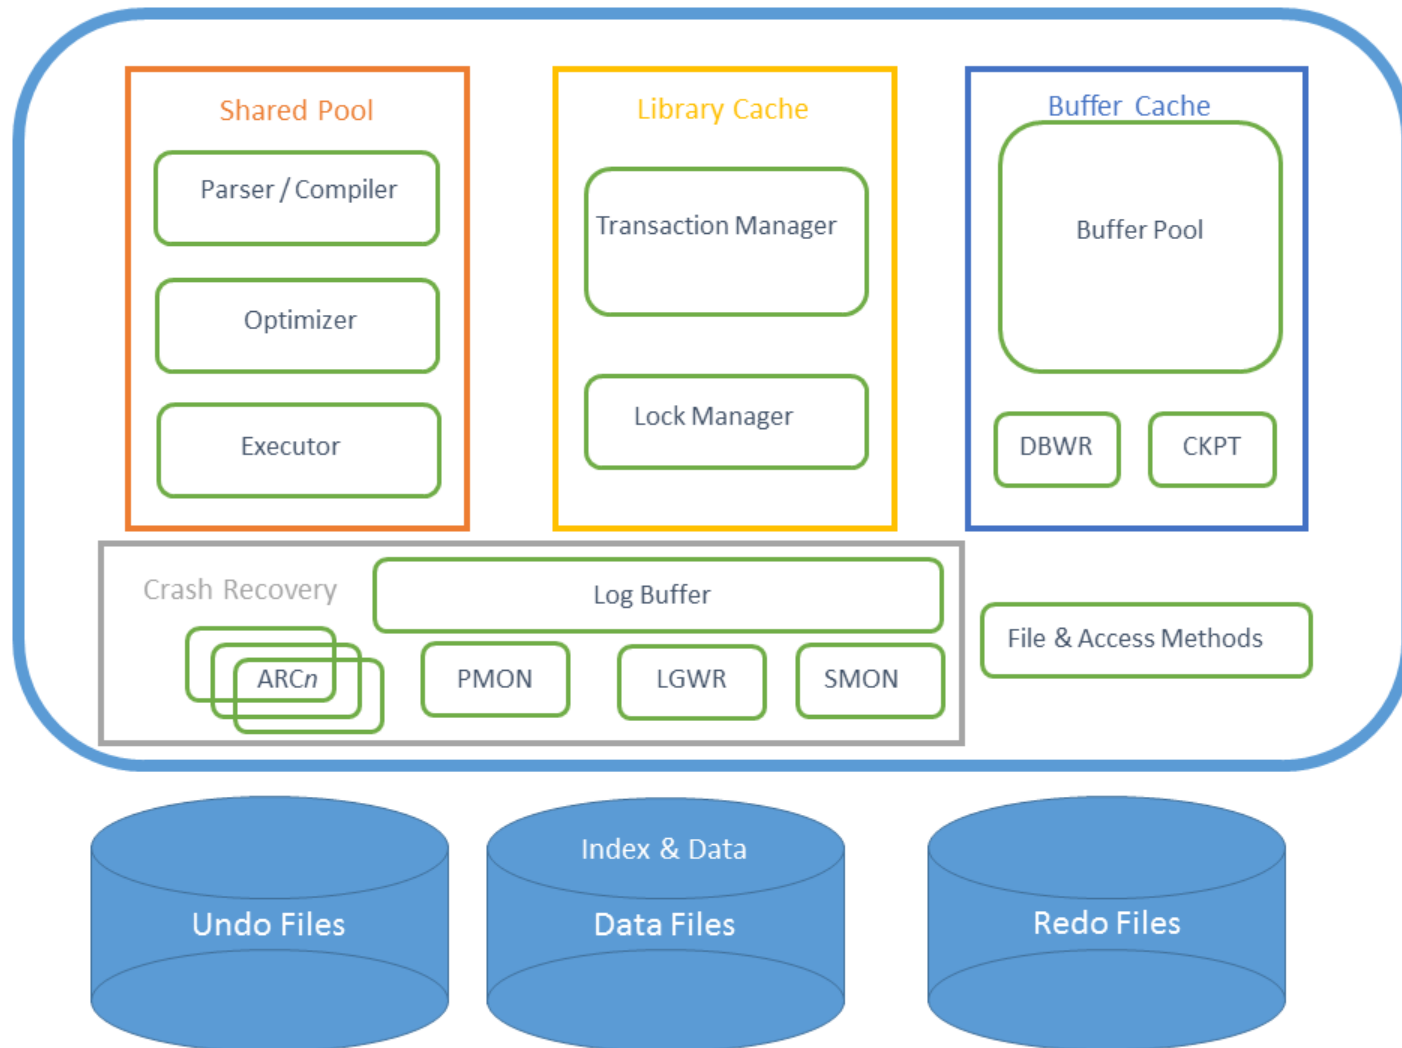 Shared Pool
Parser / Compiler
Optimizer
Executor
Library Cache
Transaction Manager
Lock Manager
Buffer Cache
Buffer Pool
DBWR
CKPT
Crash Recovery
Log Buffer
ARCn
PMON
LGWR
SMON
File & Access Methods
Undo Files
Index & Data
Data Files
Redo Files